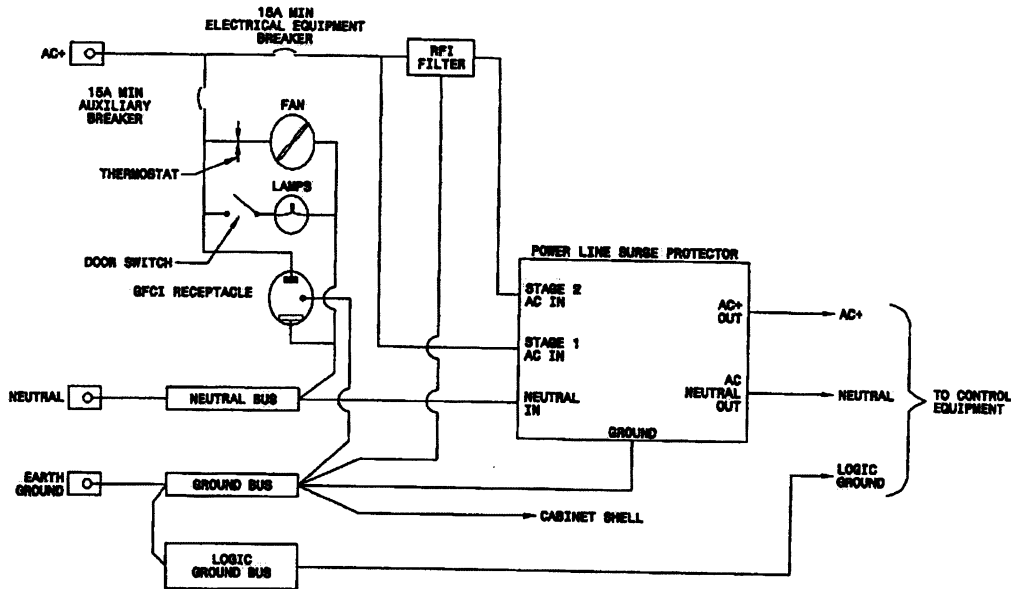 15A MIN
ELECTRICAL EQUIPMENT
BREAKER
AC+
RFI
FILTER
15A MIN
AUXILIARY
BREAKER
FAN
THERMOSTAT
LAMPS
DOOR SWITCH
GFCI RECEPTACLE
POWER LINE SURGE PROTECTOR
STAGE 2
AC IN
AC+
OUT
AC+
STAGE 1
AC IN
NEUTRAL
NEUTRAL BUS
NEUTRAL
IN
AC
NEUTRAL
OUT
NEUTRAL
TO CONTROL
EQUIPMENT
GROUND
EARTH
GROUND
GROUND BUS
LOGIC
GROUND
CABINET SHELL
LOGIC
GROUND BUS